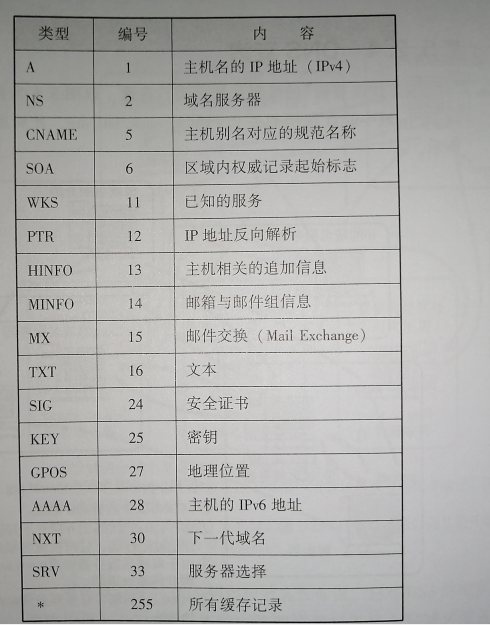 类型 编号 内 容
A 1 主机名的 IP 地址（IPv4）
NS 2 域名服务器
CNAME 5 主机别名对应的规范名称
SOA 6 区域内权威记录起始标志
WKS 11 已知的服务
PTR 12 IP 地址反向解析
HINFO 13 主机相关的追加信息
MINFO 14 邮箱与邮件组信息
MX 15 邮件交换（Mail Exchange）
TXT 16 文本
SIG 24 安全证书
KEY 25 密钥
GPOS 27 地理位置
AAAA 28 主机的 IPv6 地址
NXT 30 下一代域名
SRV 33 服务器选择
* 255 所有缓存记录